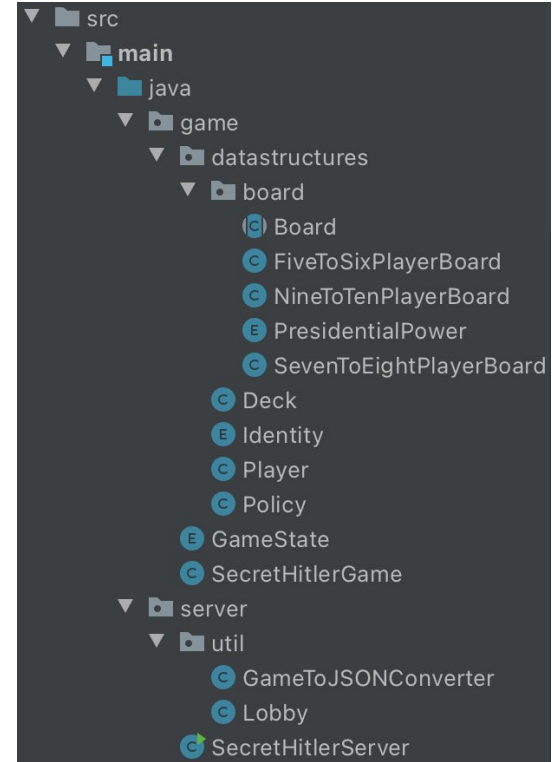 src
main
java
game
datastructures
board
C Board
C FiveToSixPlayerBoard
C NineToTenPlayerBoard
E PresidentialPower
C SevenToEightPlayerBoard
C Deck
E Identity
C Player
C Policy
E GameState
C SecretHitlerGame
server
util
C GameToJSONConverter
C Lobby
C SecretHitlerServer